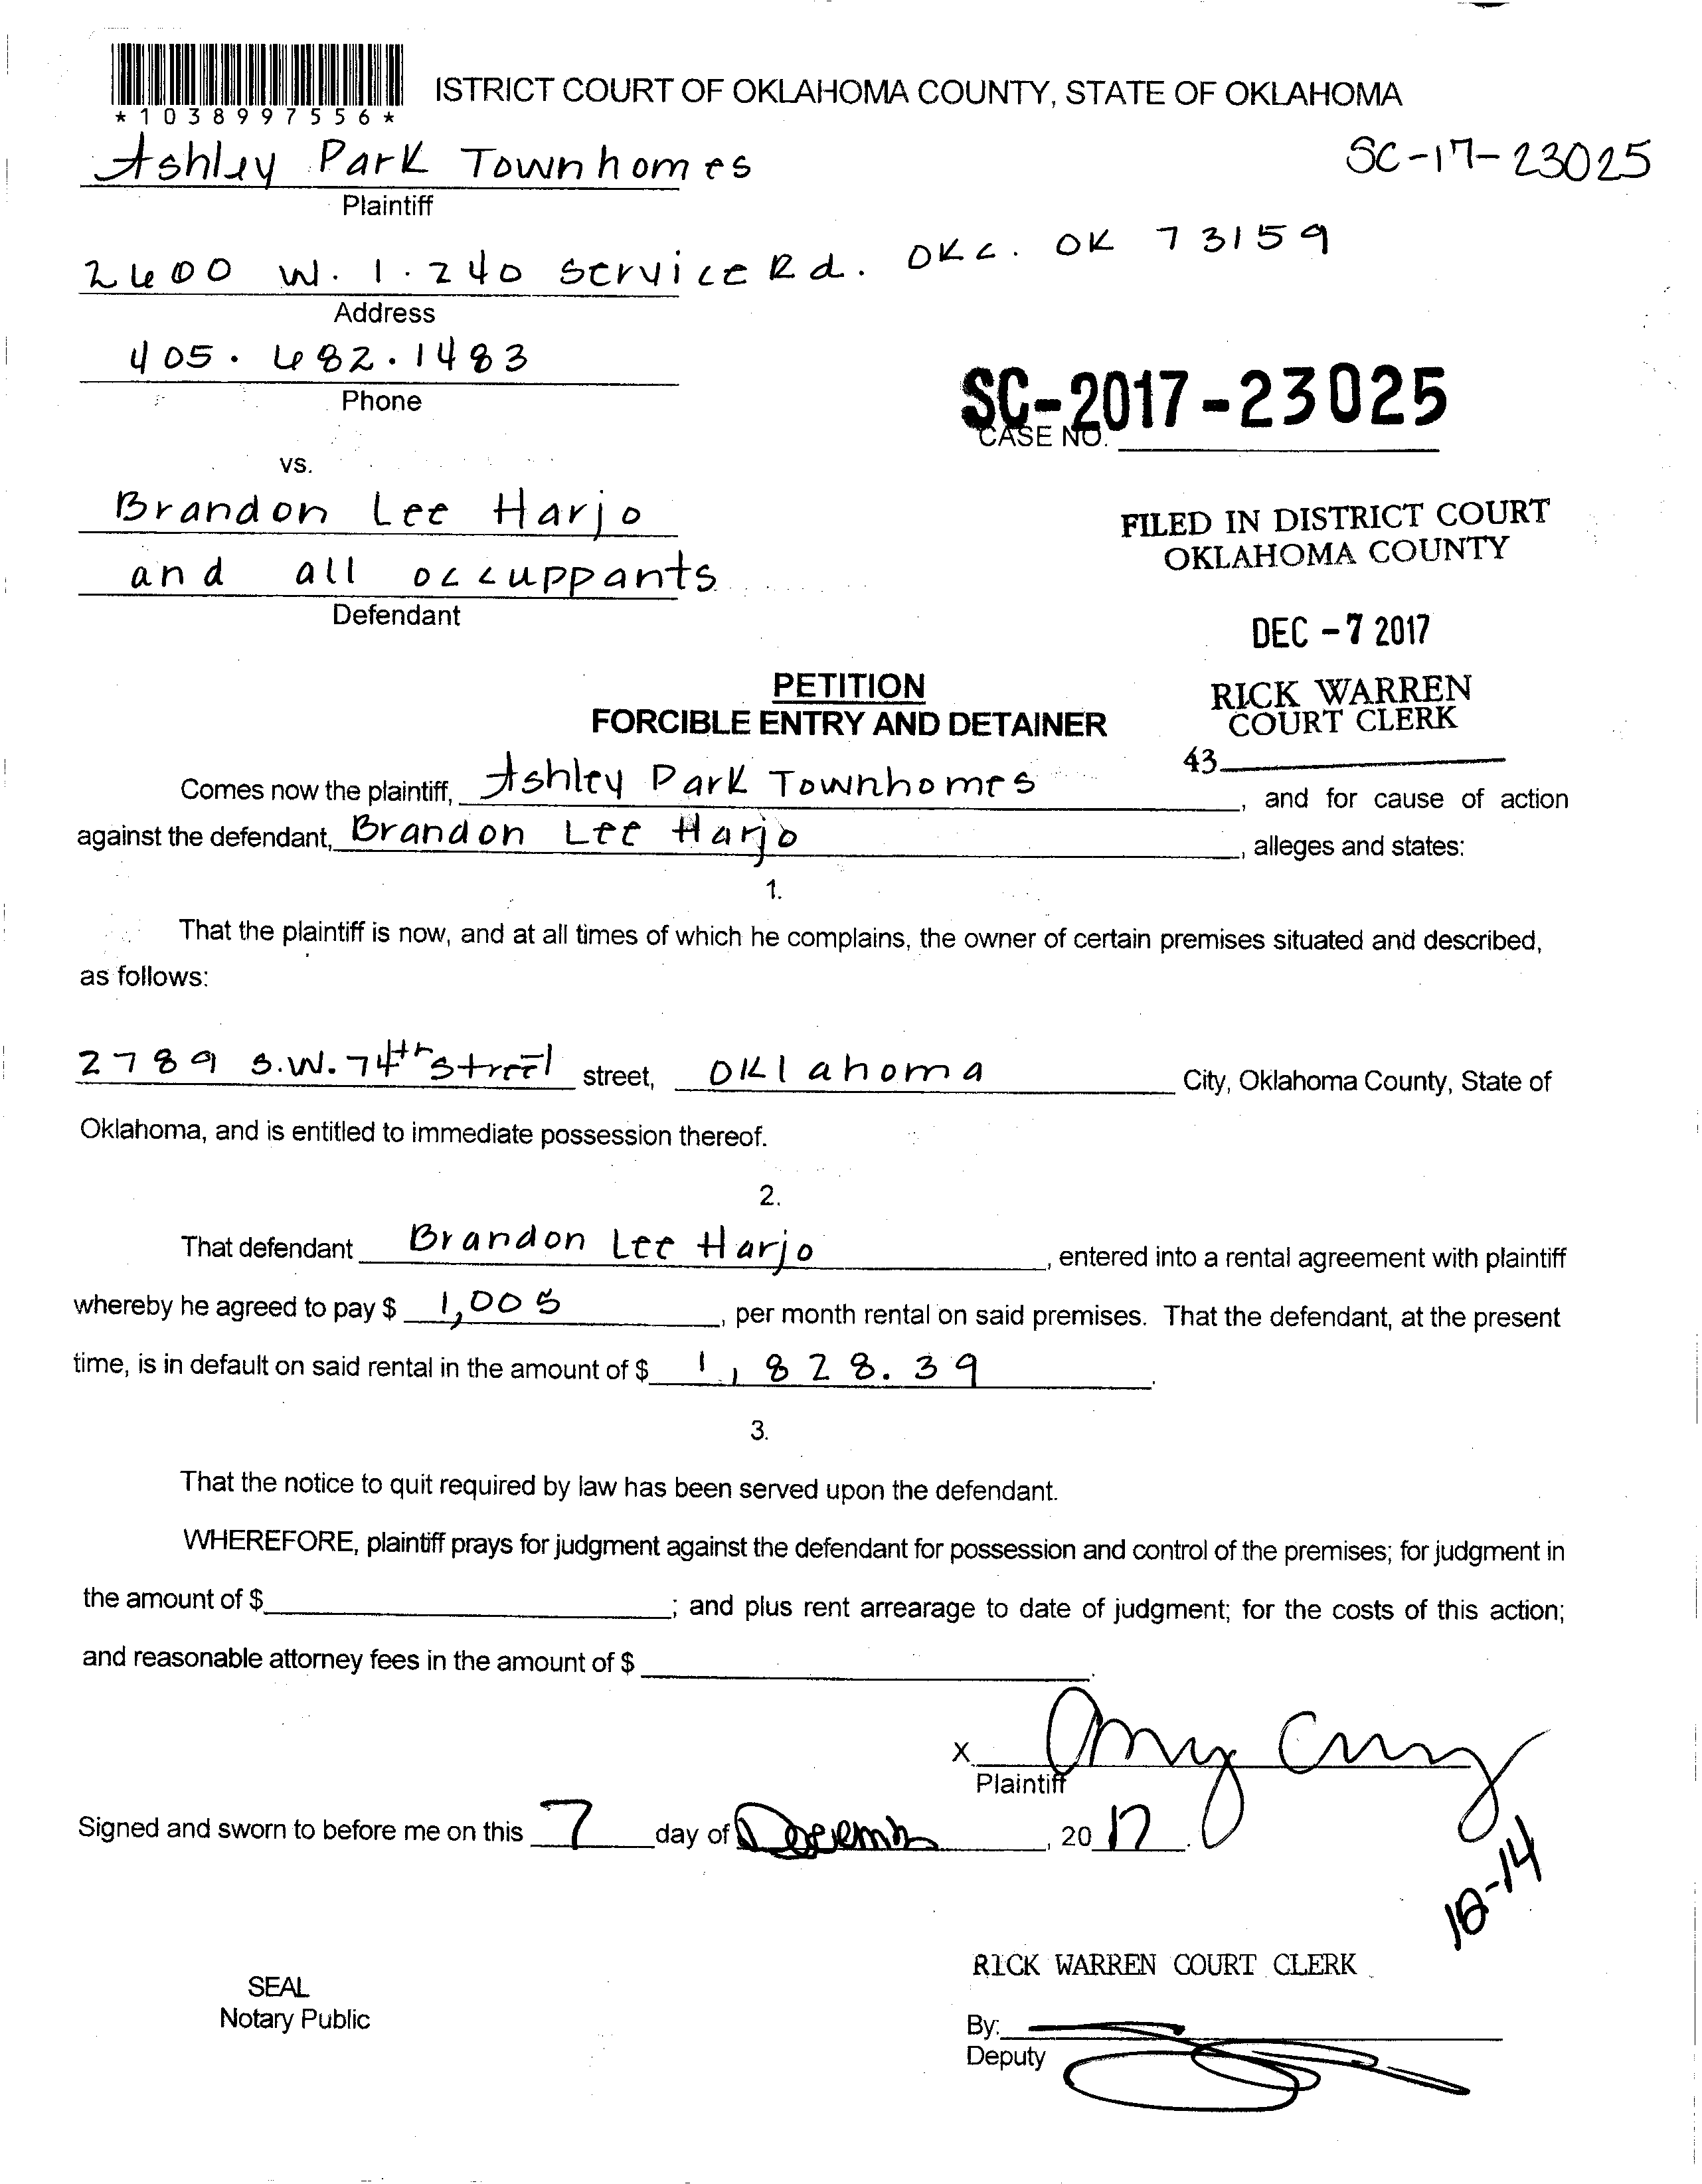 *1038997556*
ISTRICT COURT OF OKLAHOMA COUNTY, STATE OF OKLAHOMA
Ashley Park Townhomes
SC-17-23025
Plaintiff
2600 W. I. 240 Service Rd. OKC. OK 73159
Address
405. 682.1483
Phone
SC-2017-23025
CASE NO.
vs.
Brandon Lee Harjo
and all occuppants
Defendant
FILED IN DISTRICT COURT
OKLAHOMA COUNTY
DEC -7 2017
RICK WARREN
COURT CLERK
43
PETITION
FORCIBLE ENTRY AND DETAINER
Comes now the plaintiff, Ashley Park Townhomes, and for cause of action
against the defendant, Brandon Lee Harjo, alleges and states:
1.
That the plaintiff is now, and at all times of which he complains, the owner of certain premises situated and described,
as follows:
2789 S.W. 74th Street street, Oklahoma City, Oklahoma County, State of
Oklahoma, and is entitled to immediate possession thereof.
2.
That defendant Brandon Lee Harjo, entered into a rental agreement with plaintiff
whereby he agreed to pay $ 1,005, per month rental on said premises. That the defendant, at the present
time, is in default on said rental in the amount of $ 1,828.39.
3.
That the notice to quit required by law has been served upon the defendant.
WHEREFORE, plaintiff prays for judgment against the defendant for possession and control of the premises; for judgment in
the amount of $; and plus rent arrearage to date of judgment; for the costs of this action;
and reasonable attorney fees in the amount of $.
X Amy
Plaintiff
Signed and sworn to before me on this 7 day of December, 2017.
12-14
RICK WARREN COURT CLERK
SEAL
Notary Public
By:
Deputy